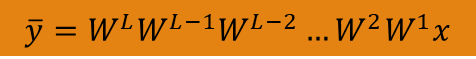 ȳ = W^L W^{L-1} W^{L-2} … W^2 W^1 x